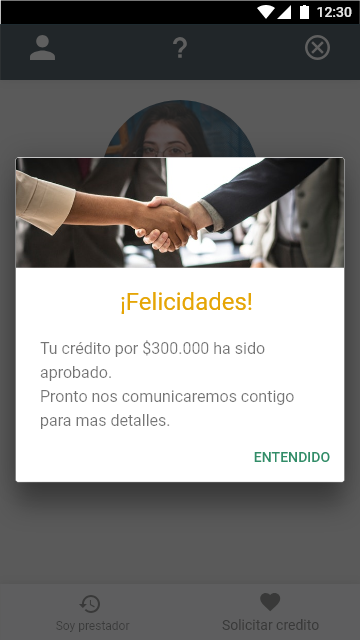 12:30
?
¡Felicidades!
Tu crédito por $300.000 ha sido
aprobado.
Pronto nos comunicaremos contigo
para mas detalles.
ENTENDIDO
Soy prestador
Solicitar credito